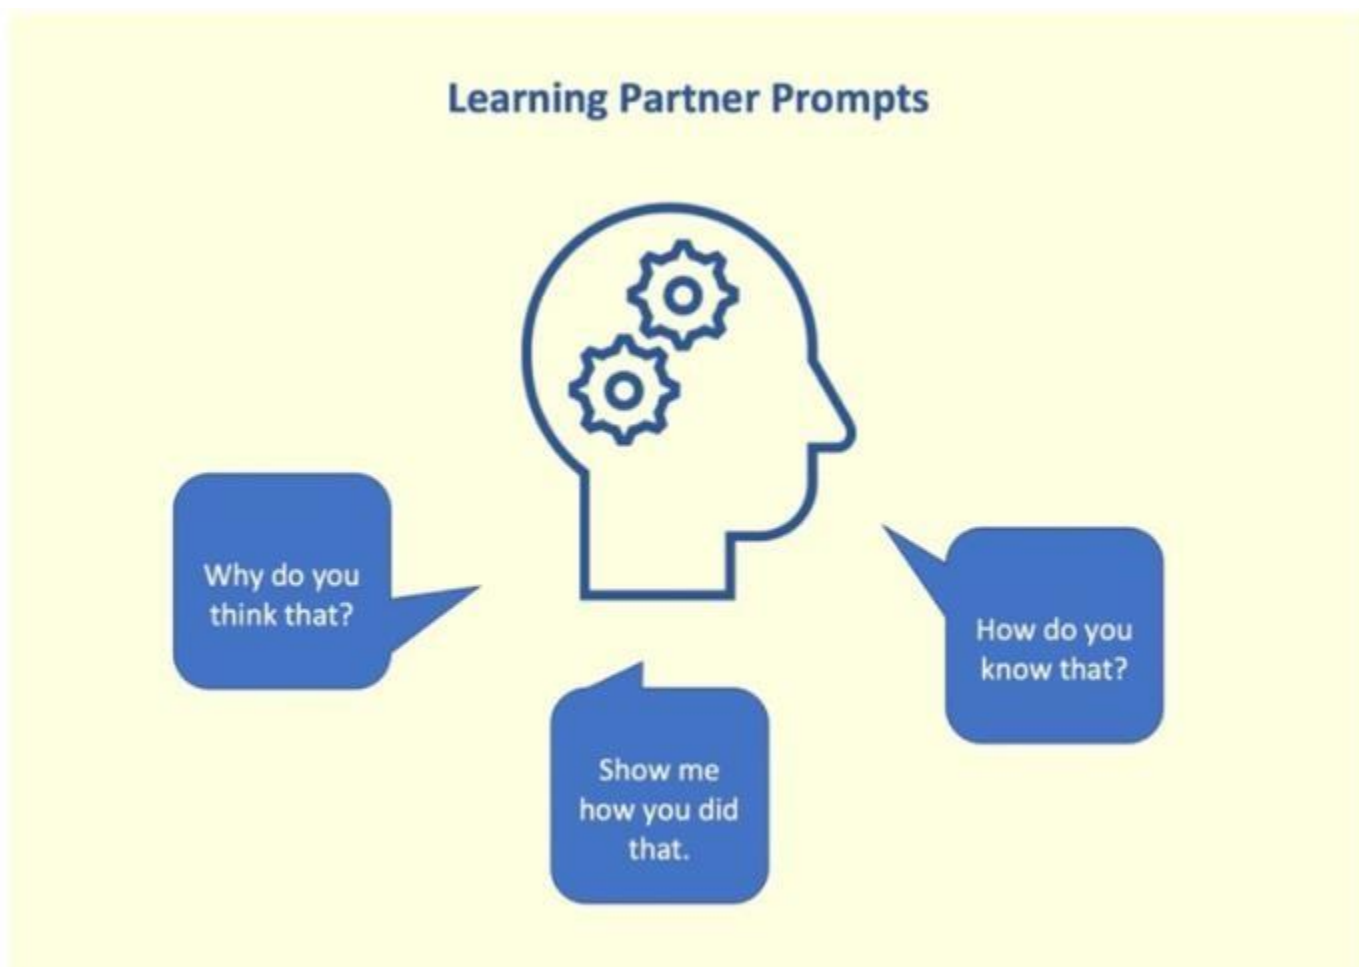 Learning Partner Prompts
Why do you
think that?
How do you
know that?
Show me
how you did
that.